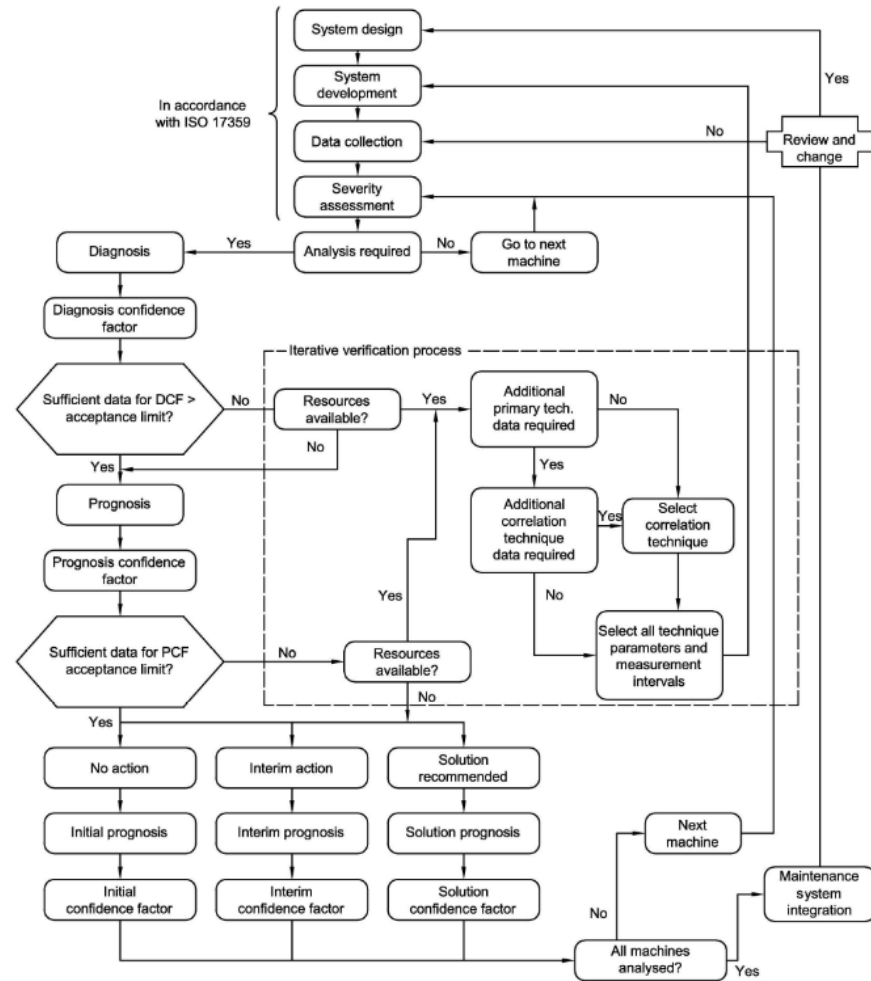 System design
Yes
System
development
In accordance
with ISO 17359
No
Review and
change
Data collection
Severity
assessment
Yes
Analysis required
No
Go to next
machine
Diagnosis
Diagnosis confidence
factor
Iterative verification process
Sufficient data for DCF >
acceptance limit?
No
Resources
available?
Yes
Additional
primary tech.
data required
No
No
Yes
Yes
Prognosis
Additional
correlation
technique
data required
Yes
Select
correlation
technique
Prognosis confidence
factor
Yes
No
Select all technique
parameters and
measurement
intervals
Sufficient data for PCF
acceptance limit?
No
Resources
available?
No
Yes
No action
Interim action
Solution
recommended
Initial prognosis
Interim prognosis
Solution prognosis
Next
machine
Initial
confidence factor
Interim
confidence factor
Solution
confidence factor
Maintenance
system
integration
No
All machines
analysed?
Yes